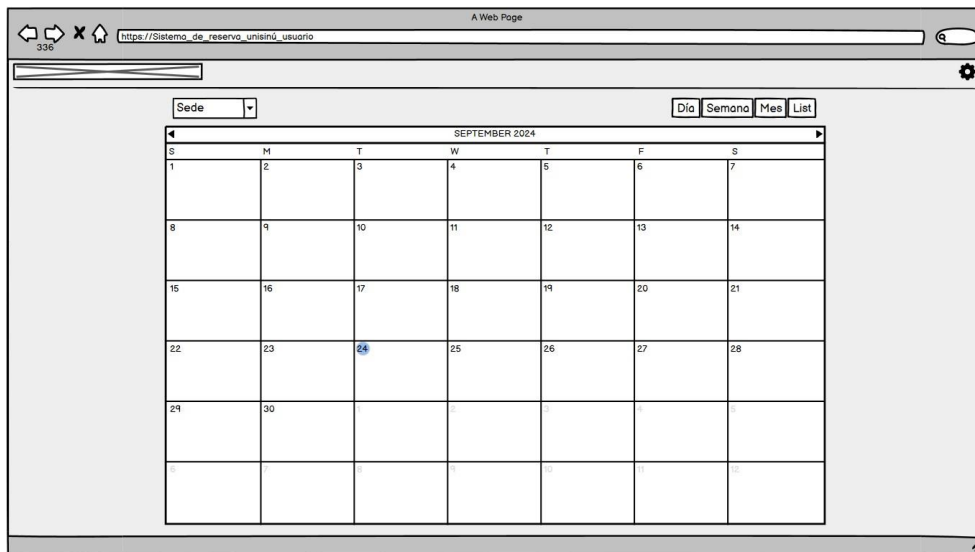 A Web Page
https://Sistema_de_reserva_unisinú_usuario
336
Sede
Día Semana Mes List
SEPTEMBER 2024
S M T W T F S
1 2 3 4 5 6 7
8 9 10 11 12 13 14
15 16 17 18 19 20 21
22 23 24 25 26 27 28
29 30 1 2 3 4 5
6 7 8 9 10 11 12